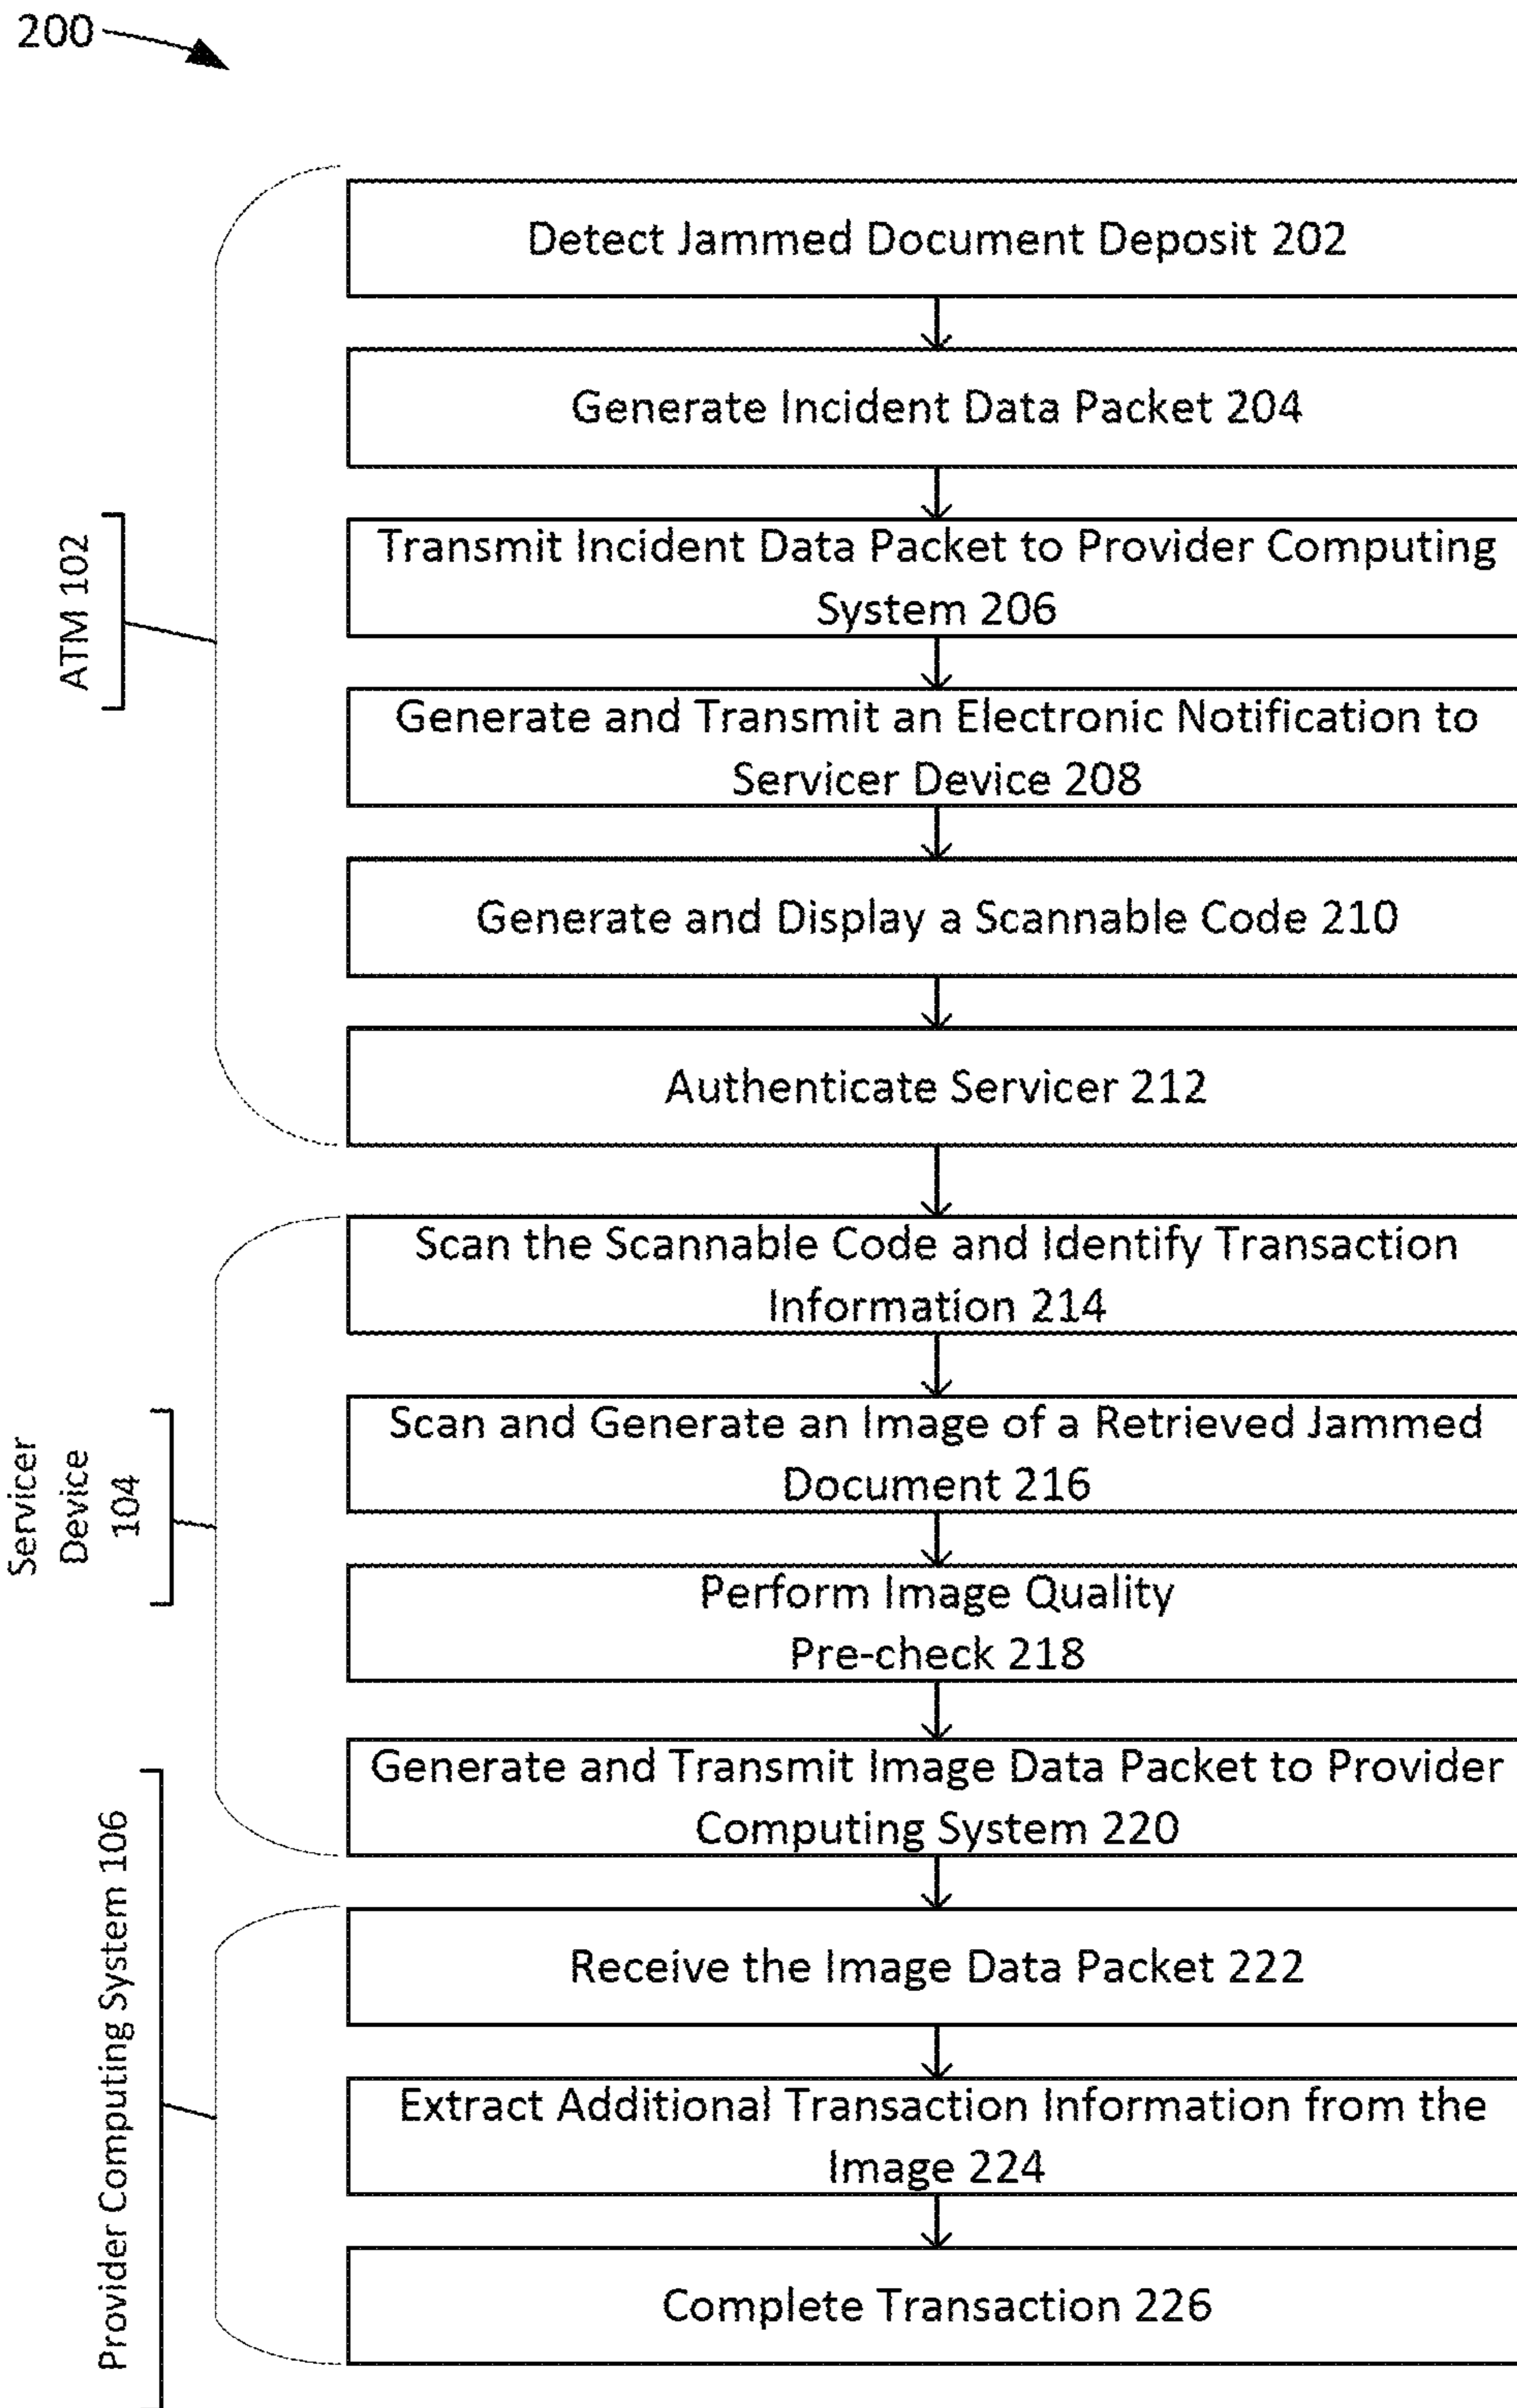 200
Detect Jammed Document Deposit 202
Generate Incident Data Packet 204
Transmit Incident Data Packet to Provider Computing
System 206
Generate and Transmit an Electronic Notification to
Servicer Device 208
Generate and Display a Scannable Code 210
Authenticate Servicer 212
ATM 102
Scan the Scannable Code and Identify Transaction
Information 214
Scan and Generate an Image of a Retrieved Jammed
Document 216
Perform Image Quality
Pre-check 218
Generate and Transmit Image Data Packet to Provider
Computing System 220
Servicer
Device
104
Receive the Image Data Packet 222
Extract Additional Transaction Information from the
Image 224
Complete Transaction 226
Provider Computing System 106